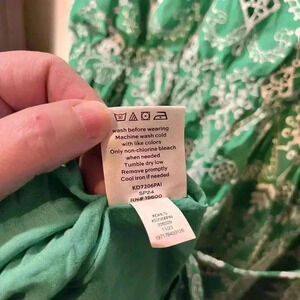 wash before wearing
Machine wash cold
with like colors
Only non-chlorine bleach
when needed
Tumble dry low
Remove promptly
Cool iron if needed
KD7206PA1
SP24
RN# 15600